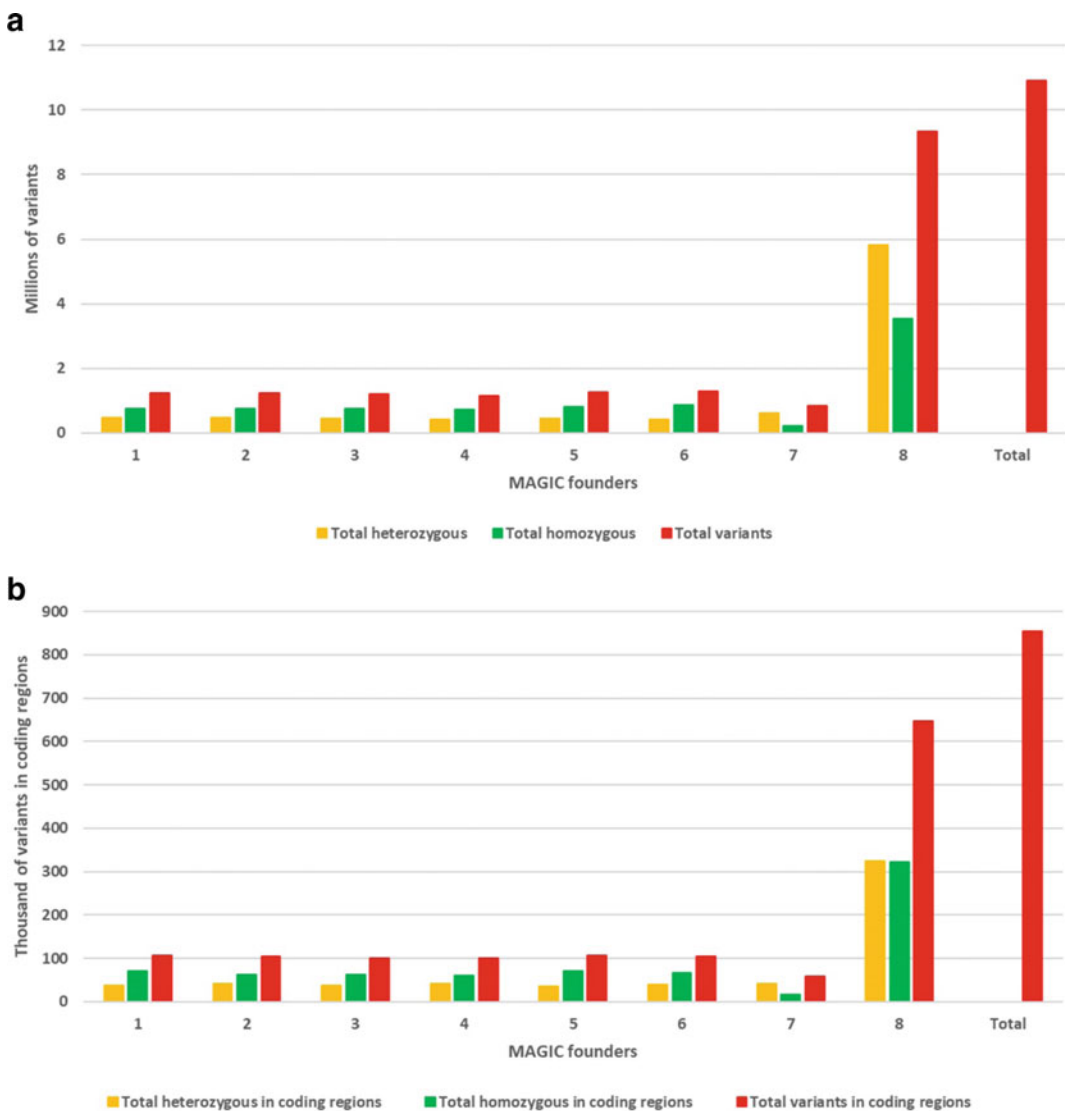 a
12
10
8
6
4
2
0
Millions of variants
1 2 3 4 5 6 7 8 Total
MAGIC founders
Total heterozygous Total homozygous Total variants
b
900
800
700
600
500
400
300
200
100
0
Thousand of variants in coding regions
1 2 3 4 5 6 7 8 Total
MAGIC founders
Total heterozygous in coding regions Total homozygous in coding regions Total variants in coding regions